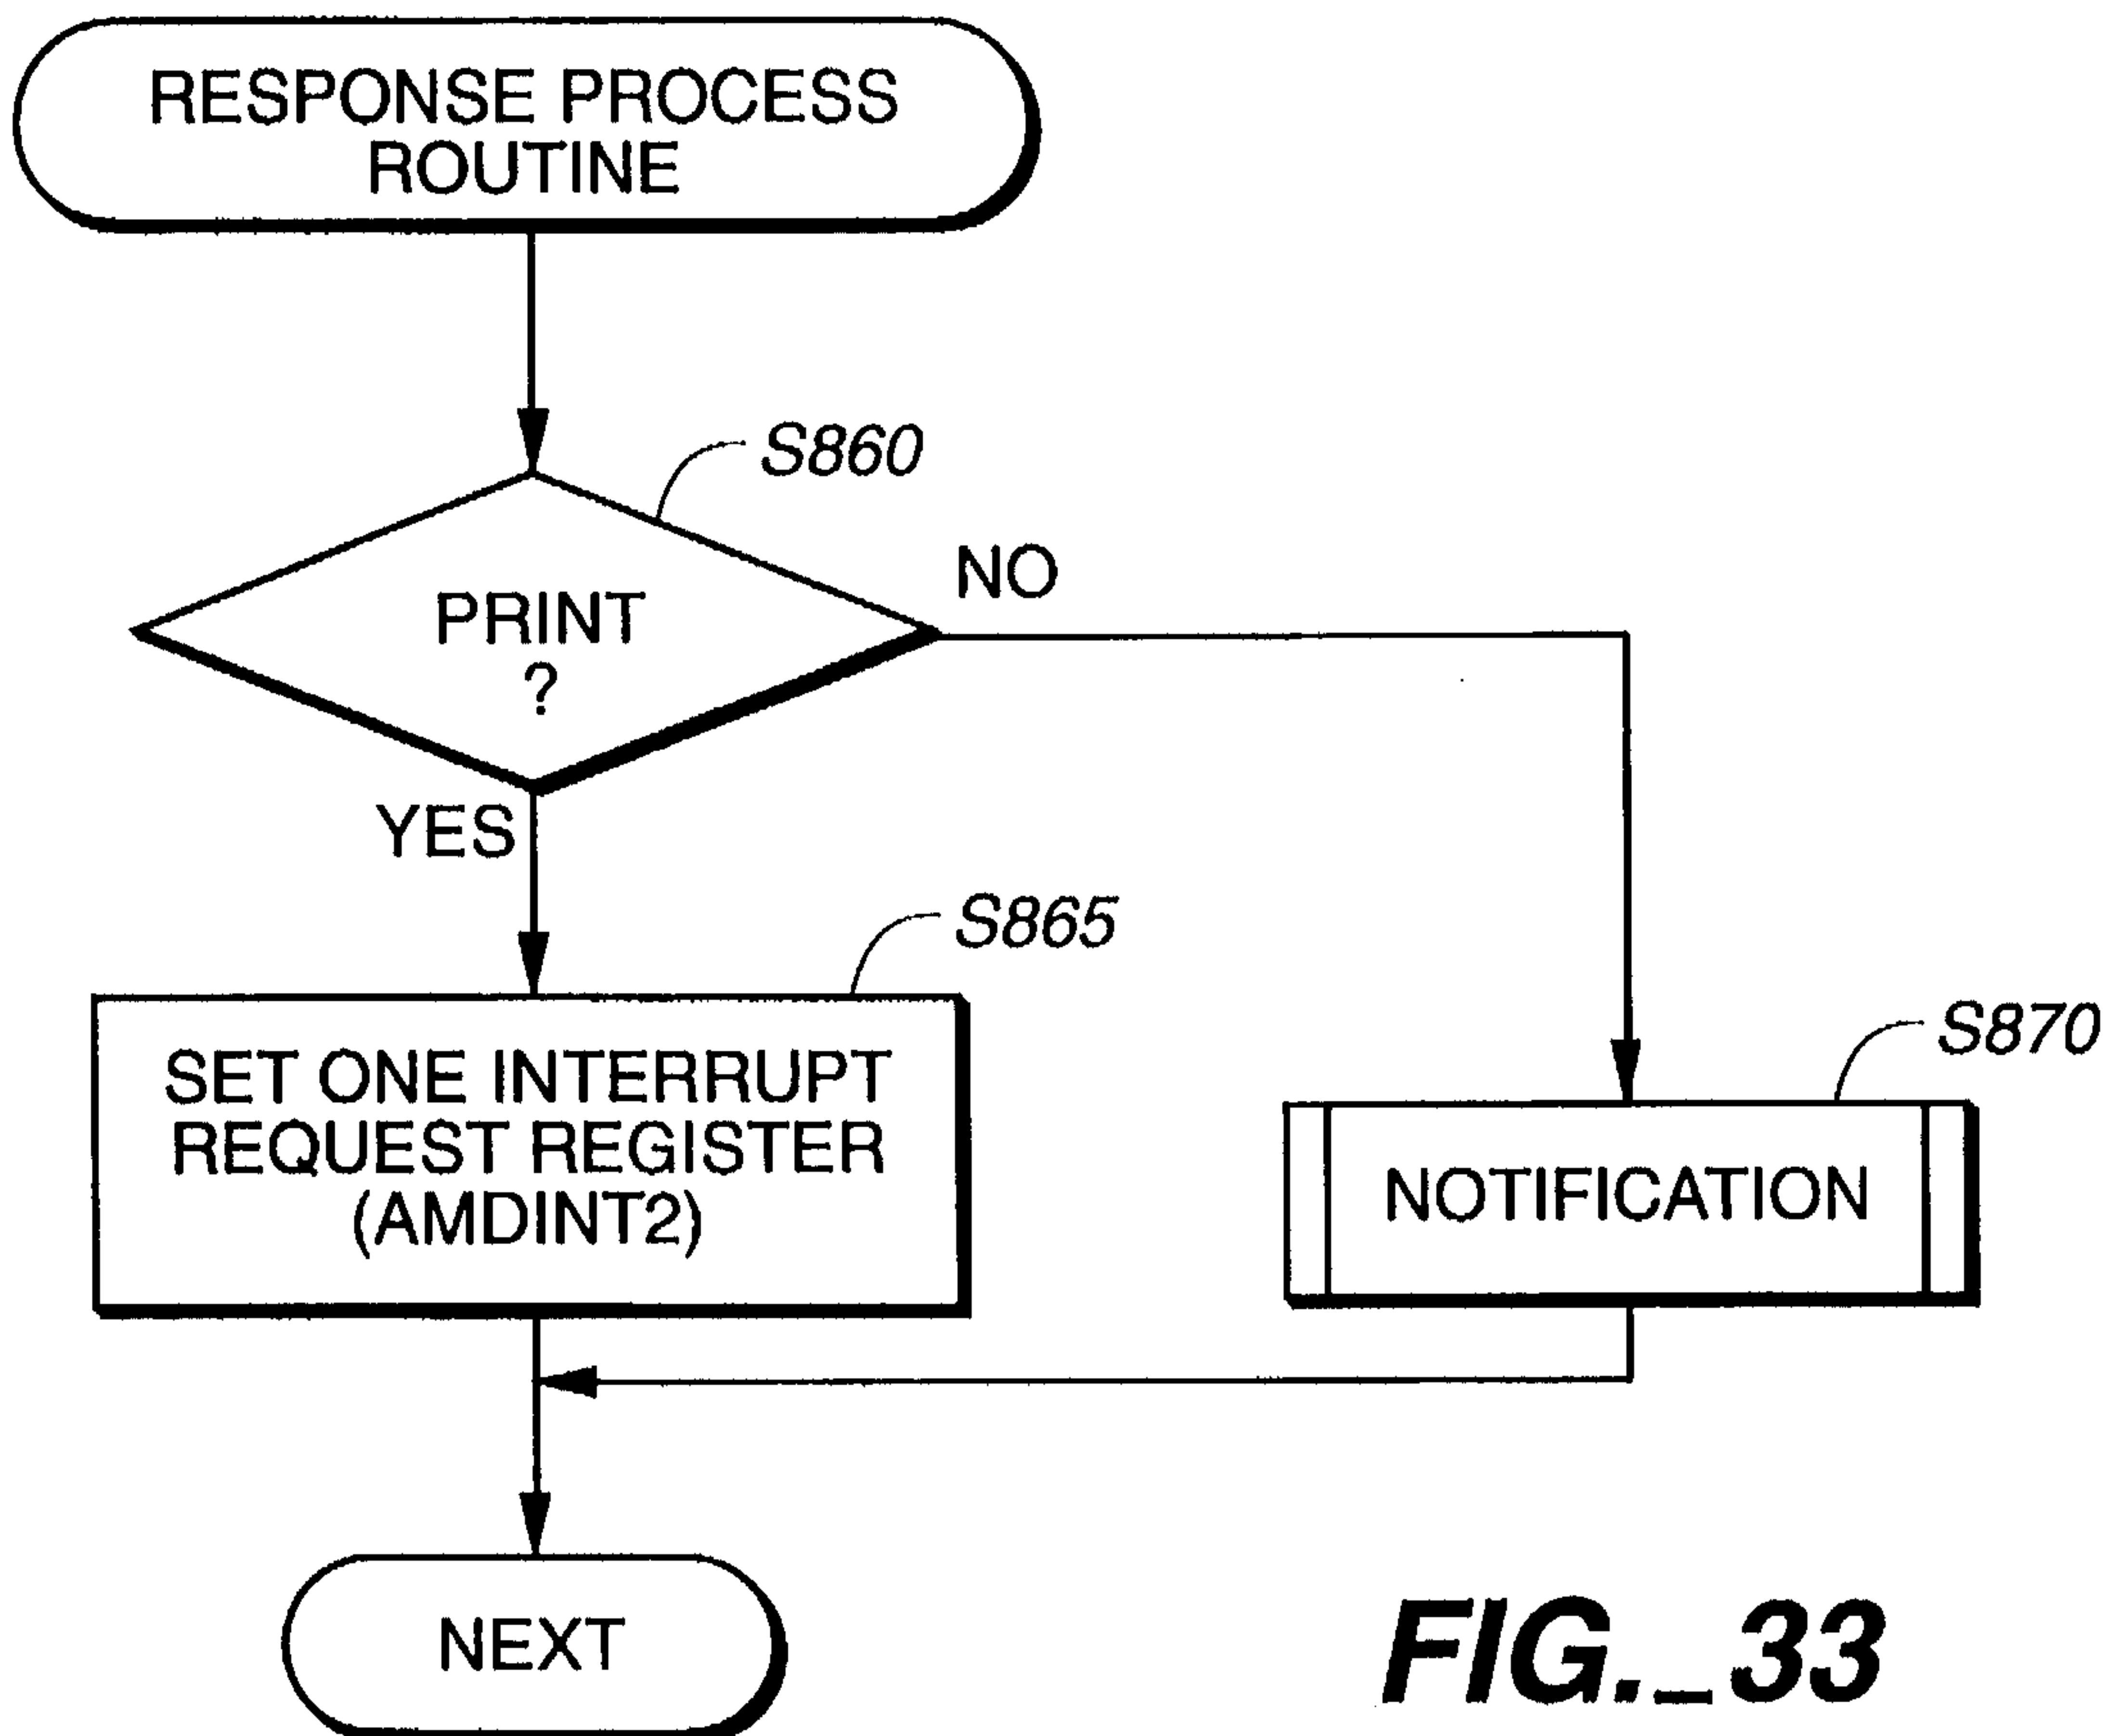 RESPONSE PROCESS
ROUTINE
S860
PRINT
?
NO
YES
S865
SET ONE INTERRUPT
REQUEST REGISTER
(AMDINT2)
S870
NOTIFICATION
NEXT
FIG._33